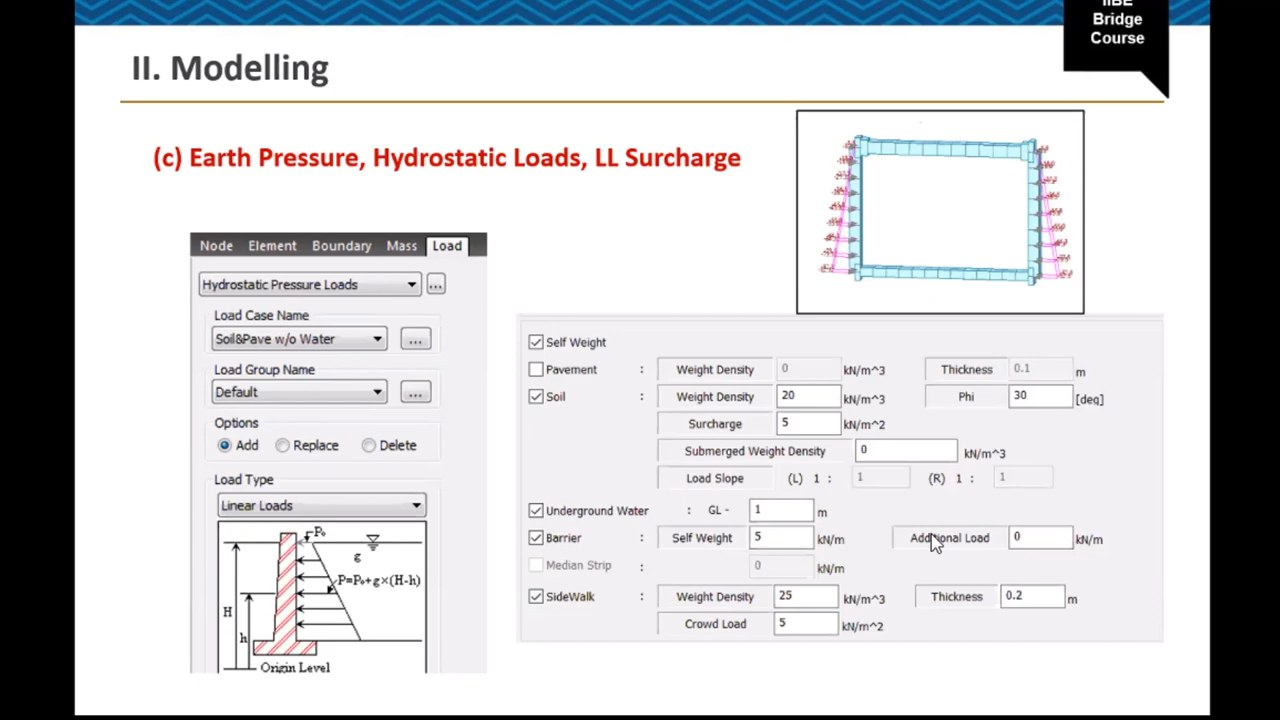 IIBE
Bridge
Course
II. Modelling
(c) Earth Pressure, Hydrostatic Loads, LL Surcharge
Node Element Boundary Mass Load
Hydrostatic Pressure Loads ...
Load Case Name
Soil&Pave w/o Water ...
Load Group Name
Default ...
Options
Add Replace Delete
Load Type
Linear Loads
P₀
g
P=P₀+g×(H-h)
H
h
Origin Level
Self Weight
Pavement : Weight Density 0 kN/m^3 Thickness 0.1 m
Soil : Weight Density 20 kN/m^3 Phi 30 [deg]
Surcharge 5 kN/m^2
Submerged Weight Density 0 kN/m^3
Load Slope (L) 1 : 1 (R) 1 : 1
Underground Water : GL - 1 m
Barrier : Self Weight 5 kN/m Additional Load 0 kN/m
Median Strip : 0 kN/m
SideWalk : Weight Density 25 kN/m^3 Thickness 0.2 m
Crowd Load 5 kN/m^2